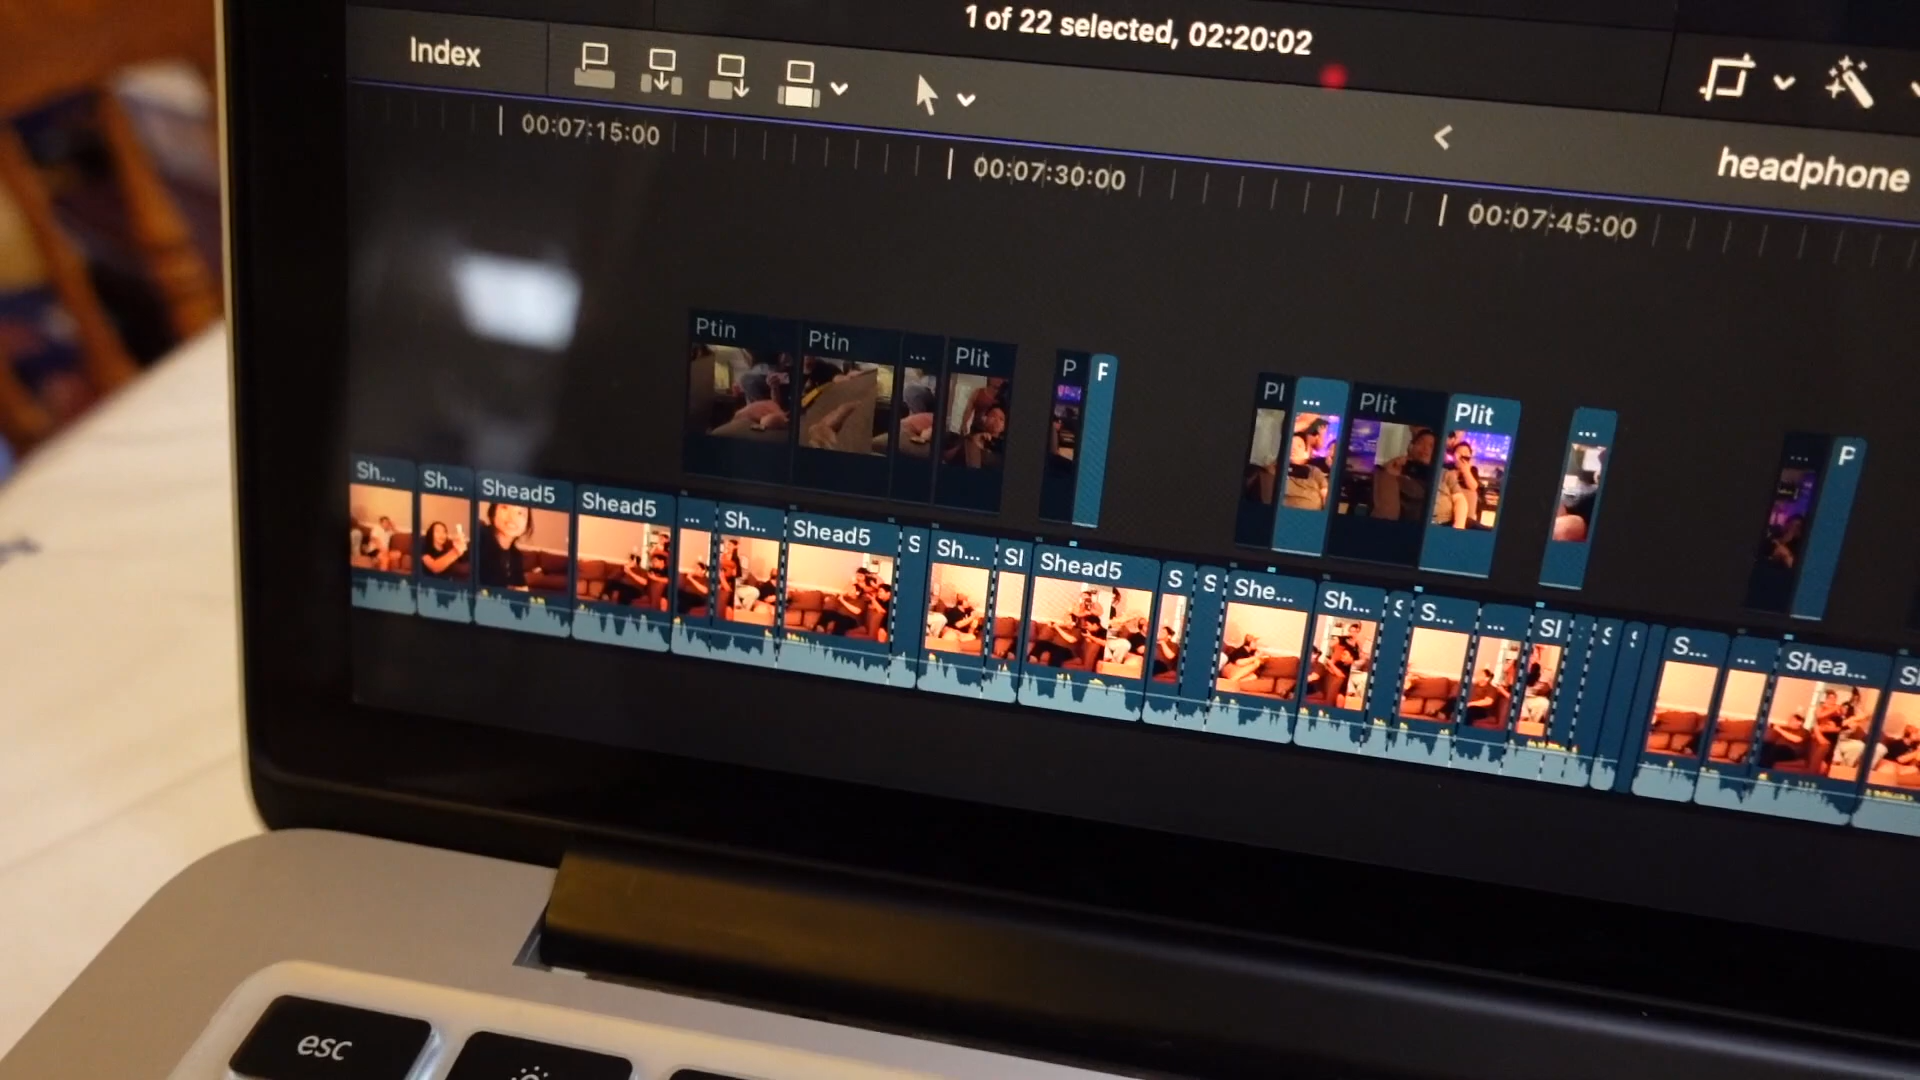 1 of 22 selected, 02:20:02
Index
headphone
00:07:15:00
00:07:30:00
00:07:45:00
Ptin
Ptin
...
Plit
P
F
Pl
...
Plit
Plit
...
...
P
Sh...
Sh...
Shead5
Shead5
...
Sh...
Shead5
S
Sh...
Sl
Shead5
S
S
She...
Sh...
S...
...
Sl
S...
...
Shea...
esc